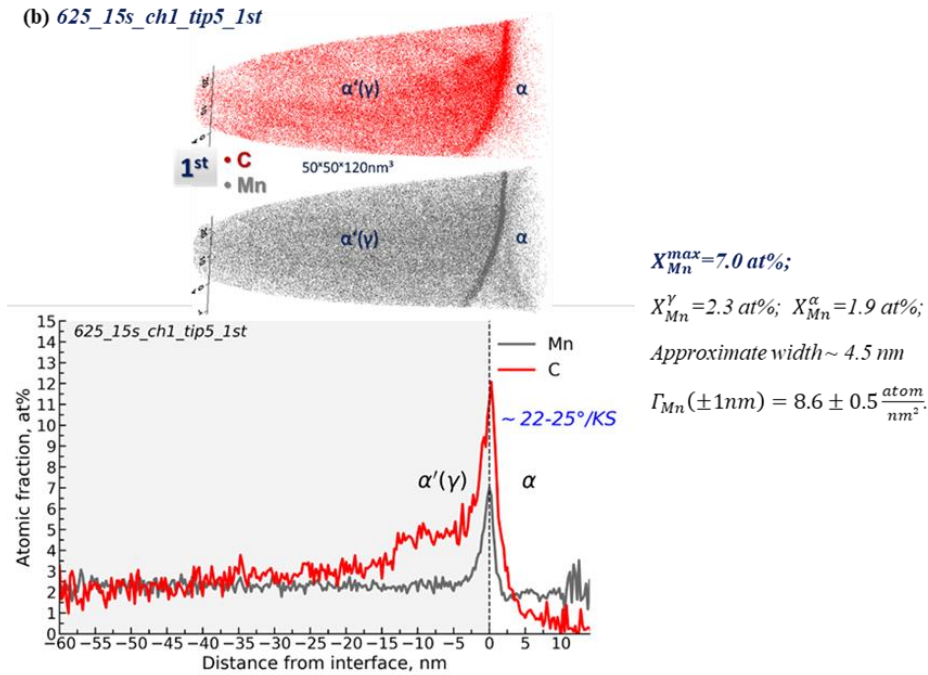 (b) 625_15s_ch1_tip5_1st
α'(γ)
α
1st
• C
• Mn
50x50x120nm³
α'(γ)
α
X_Mn^max=7.0 at%;
X_Mn^γ=2.3 at%; X_Mn^α=1.9 at%;
Approximate width~ 4.5 nm
Γ_Mn(±1nm) = 8.6 ± 0.5 atom/nm².
625_15s_ch1_tip5_1st
Mn
C
~ 22-25°/KS
α'(γ)
α
Atomic fraction, at%
15
14
13
12
11
10
9
8
7
6
5
4
3
2
1
0
−60 −55 −50 −45 −40 −35 −30 −25 −20 −15 −10 −5 0 5 10
Distance from interface, nm